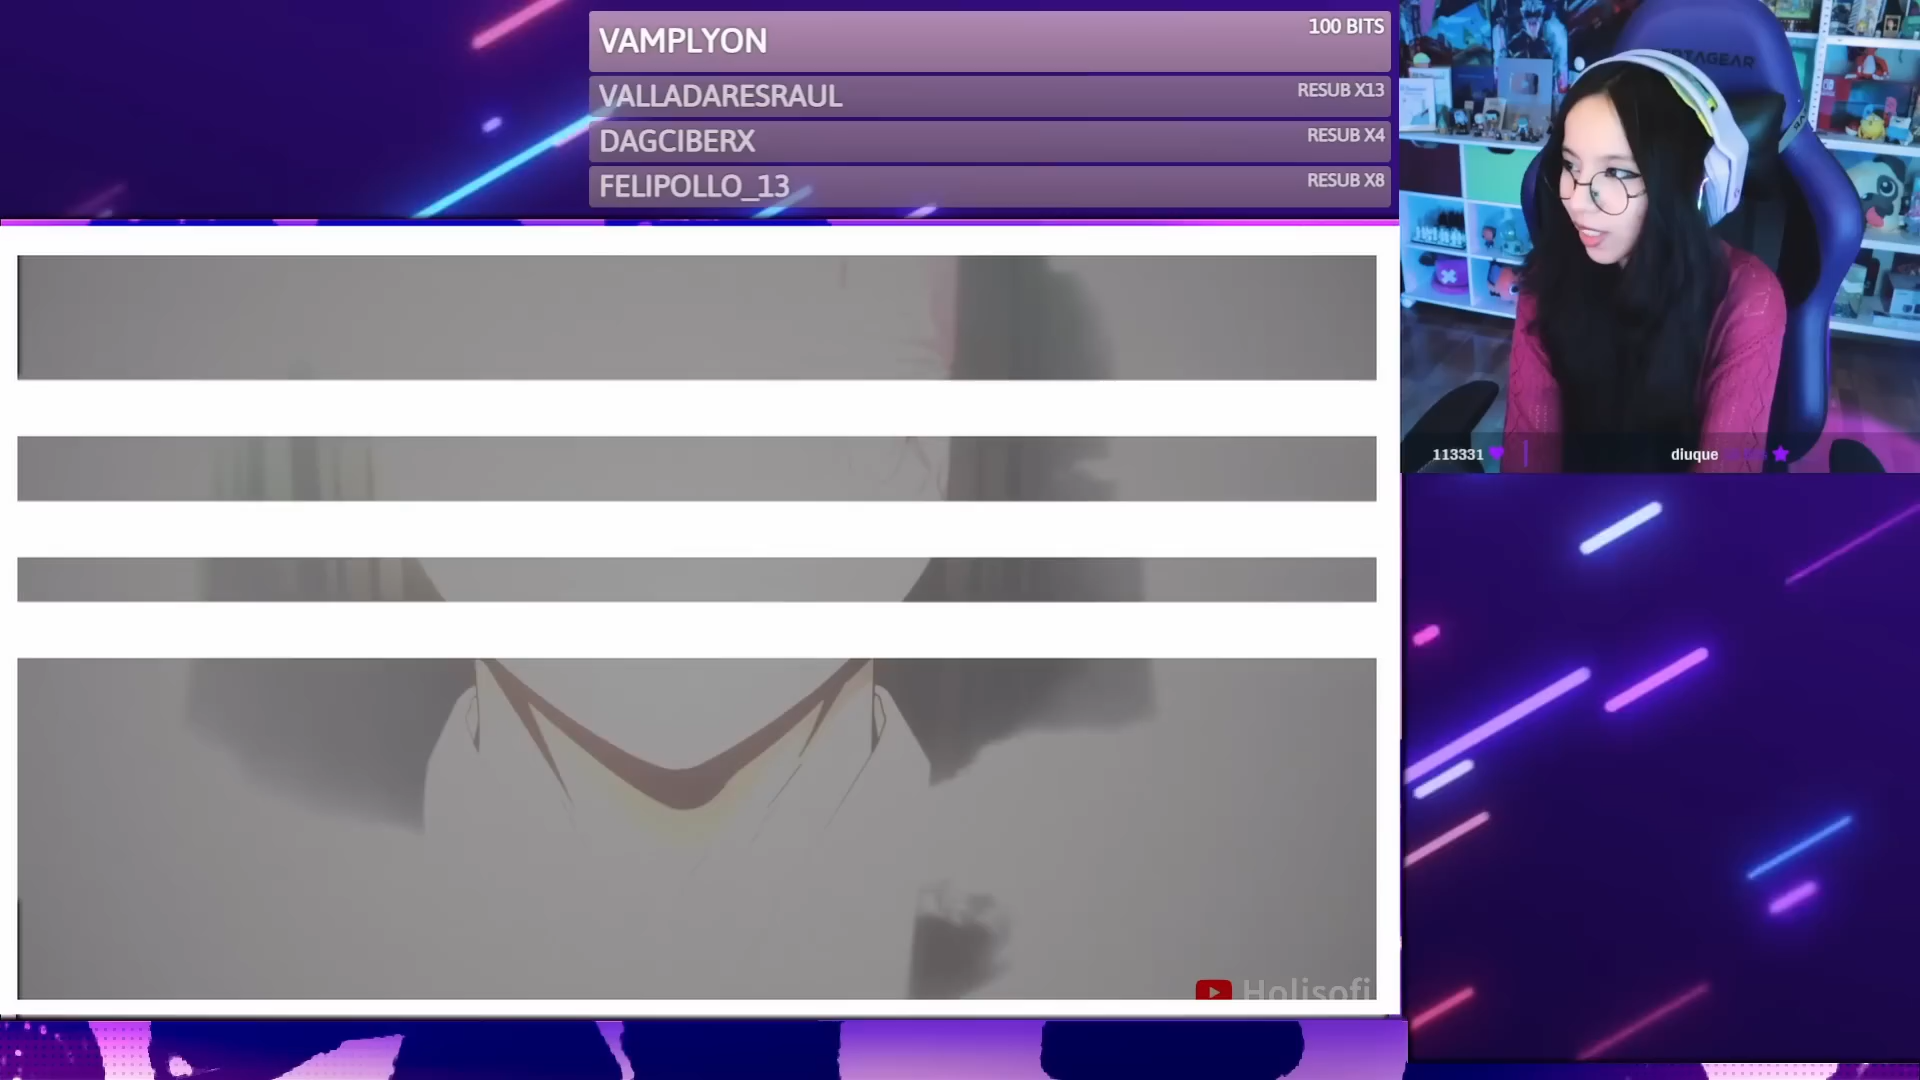 VAMPLYON 100 BITS
VALLADARESRAUL RESUB X13
DAGCIBERX RESUB X4
FELIPOLLO_13 RESUB X8
113331
diuque
Holisofi